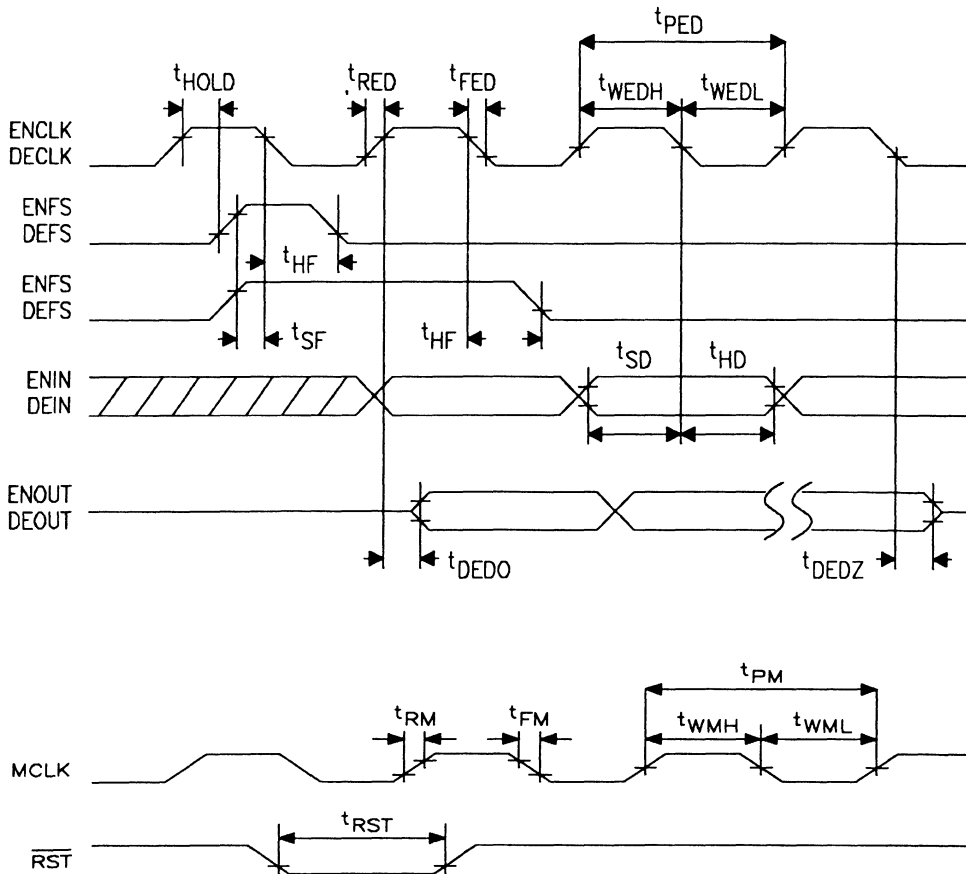 tPED
tHOLD tRED tFED tWEDH tWEDL
ENCLK
DECLK
ENFS
DEFS
tHF
ENFS
DEFS
tSF tHF
tSD tHD
ENIN
DEIN
ENOUT
DEOUT
tDEDO tDEDZ
tPM
tRM tFM tWMH tWML
MCLK
tRST
RST